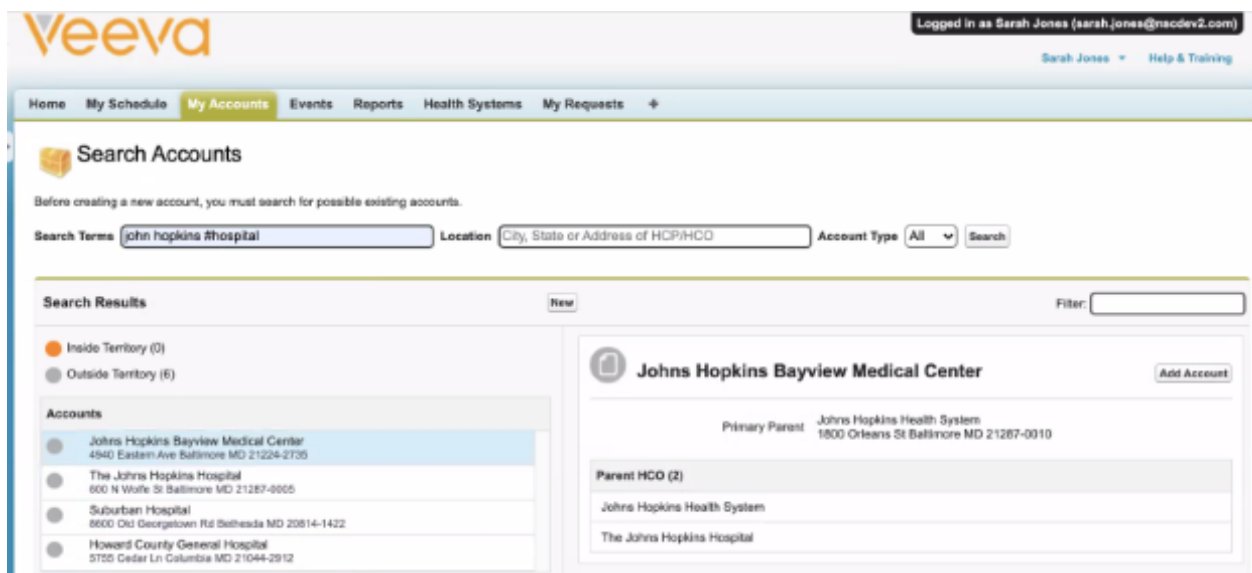 Veeva
Logged in as Sarah Jones (sarah.jones@nscdev2.com)
Sarah Jones Help & Training
Home My Schedule My Accounts Events Reports Health Systems My Requests +
Search Accounts
Before creating a new account, you must search for possible existing accounts.
Search Terms john hopkins #hospital Location City, State or Address of HCP/HCO Account Type All Search
Search Results New Filter:
Inside Territory (0)
Outside Territory (6)
Accounts
Johns Hopkins Bayview Medical Center
4940 Eastern Ave Baltimore MD 21224-2735
The Johns Hopkins Hospital
600 N Wolfe St Baltimore MD 21287-0005
Suburban Hospital
8600 Old Georgetown Rd Bethesda MD 20814-1422
Howard County General Hospital
5755 Cedar Ln Columbia MD 21044-2912
Johns Hopkins Bayview Medical Center Add Account
Primary Parent Johns Hopkins Health System
1800 Orleans St Baltimore MD 21287-0010
Parent HCO (2)
Johns Hopkins Health System
The Johns Hopkins Hospital